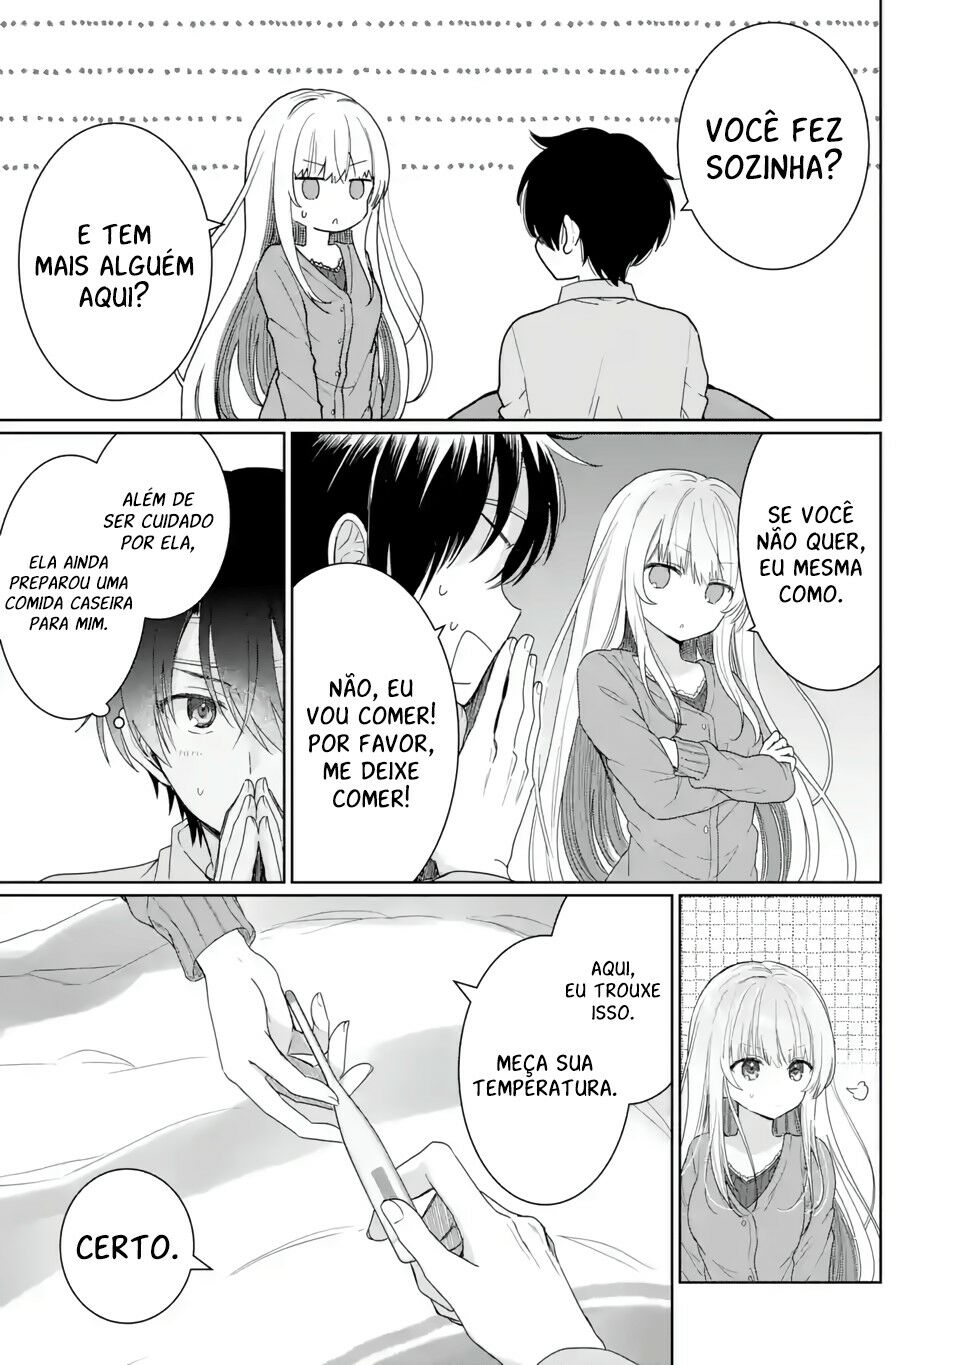 VOCÊ FEZ
SOZINHA?
E TEM
MAIS ALGUÉM
AQUI?
SE VOCÊ
NÃO QUER,
EU MESMA
COMO.
NÃO, EU
VOU COMER!
POR FAVOR,
ME DEIXE
COMER!
ALÉM DE
SER CUIDADO
POR ELA,
ELA AINDA
PREPAROU UMA
COMIDA CASEIRA
PARA MIM.
AQUI,
EU TROUXE
ISSO.
MEÇA SUA
TEMPERATURA.
CERTO.